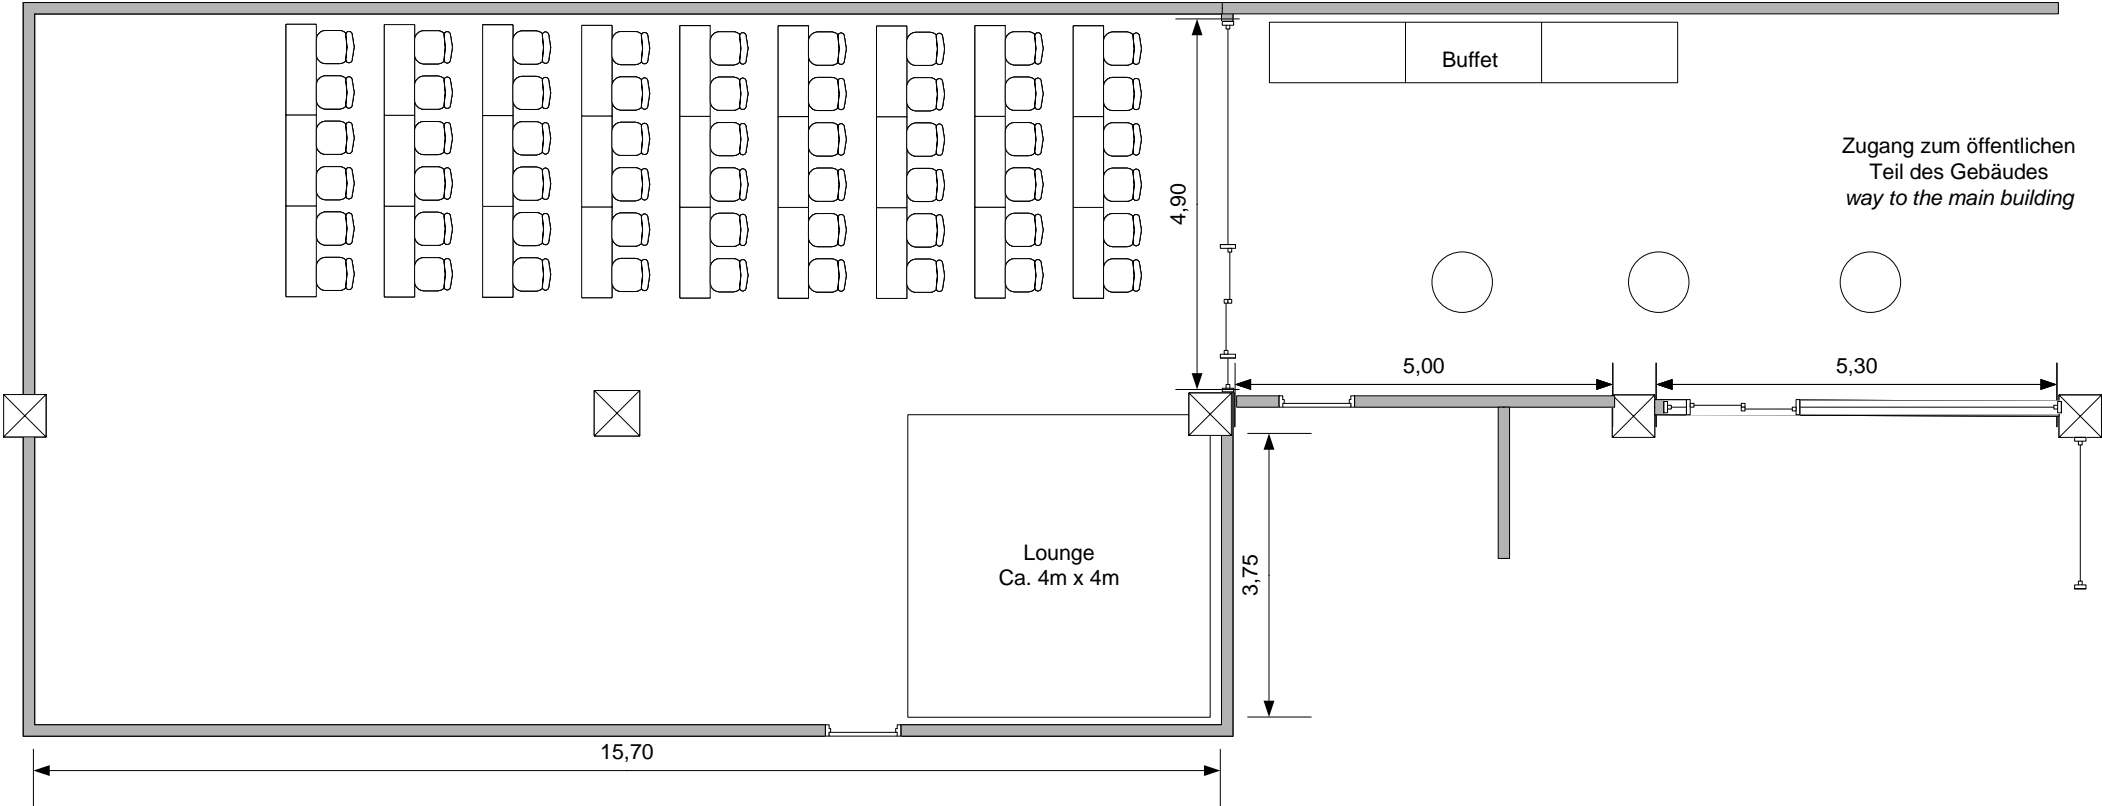 Buffet
Zugang zum öffentlichen
Teil des Gebäudes
way to the main building
4,90
5,00
5,30
Lounge
Ca. 4m x 4m
3,75
15,70